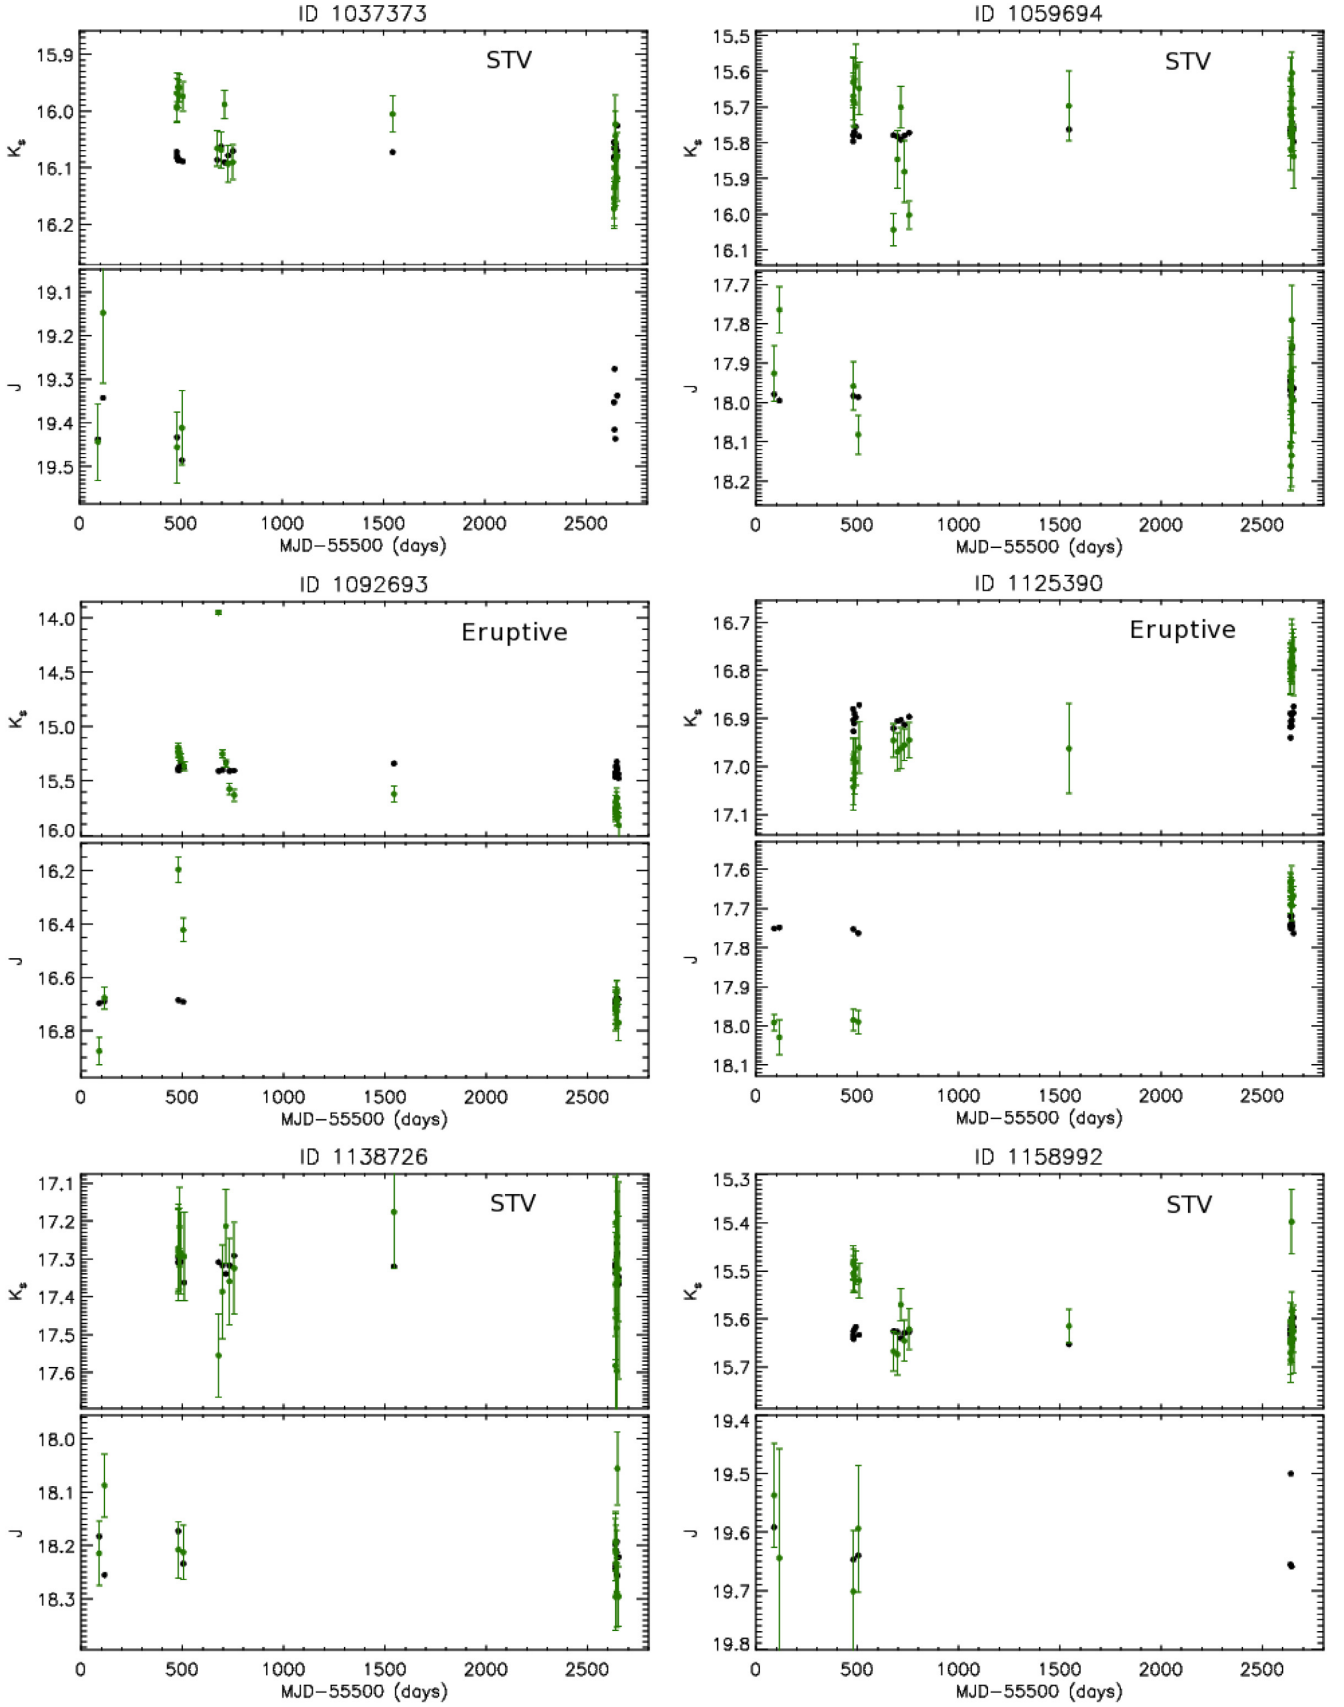 ID 1037373
STV
15.9
16.0
16.1
16.2
Ks
19.1
19.2
19.3
19.4
19.5
J
0 500 1000 1500 2000 2500
MJD−55500 (days)
ID 1059694
STV
15.5
15.6
15.7
15.8
15.9
16.0
16.1
Ks
17.7
17.8
17.9
18.0
18.1
18.2
J
0 500 1000 1500 2000 2500
MJD−55500 (days)
ID 1092693
Eruptive
14.0
14.5
15.0
15.5
16.0
Ks
16.2
16.4
16.6
16.8
J
0 500 1000 1500 2000 2500
MJD−55500 (days)
ID 1125390
Eruptive
16.7
16.8
16.9
17.0
17.1
Ks
17.6
17.7
17.8
17.9
18.0
18.1
J
0 500 1000 1500 2000 2500
MJD−55500 (days)
ID 1138726
STV
17.1
17.2
17.3
17.4
17.5
17.6
Ks
18.0
18.1
18.2
18.3
J
0 500 1000 1500 2000 2500
MJD−55500 (days)
ID 1158992
STV
15.3
15.4
15.5
15.6
15.7
Ks
19.4
19.5
19.6
19.7
19.8
J
0 500 1000 1500 2000 2500
MJD−55500 (days)